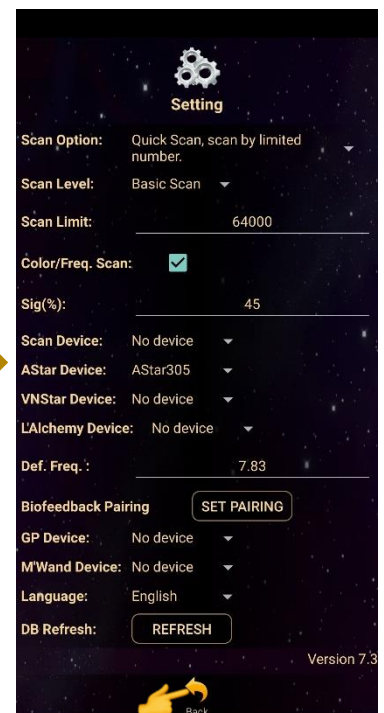 Setting
Scan Option: Quick Scan, scan by limited
number.
Scan Level: Basic Scan
Scan Limit: 64000
Color/Freq. Scan:
Sig(%): 45
Scan Device: No device
AStar Device: AStar305
VNStar Device: No device
L'Alchemy Device: No device
Def. Freq. : 7.83
Biofeedback Pairing SET PAIRING
GP Device: No device
M'Wand Device: No device
Language: English
DB Refresh: REFRESH
Version 7.3
Back